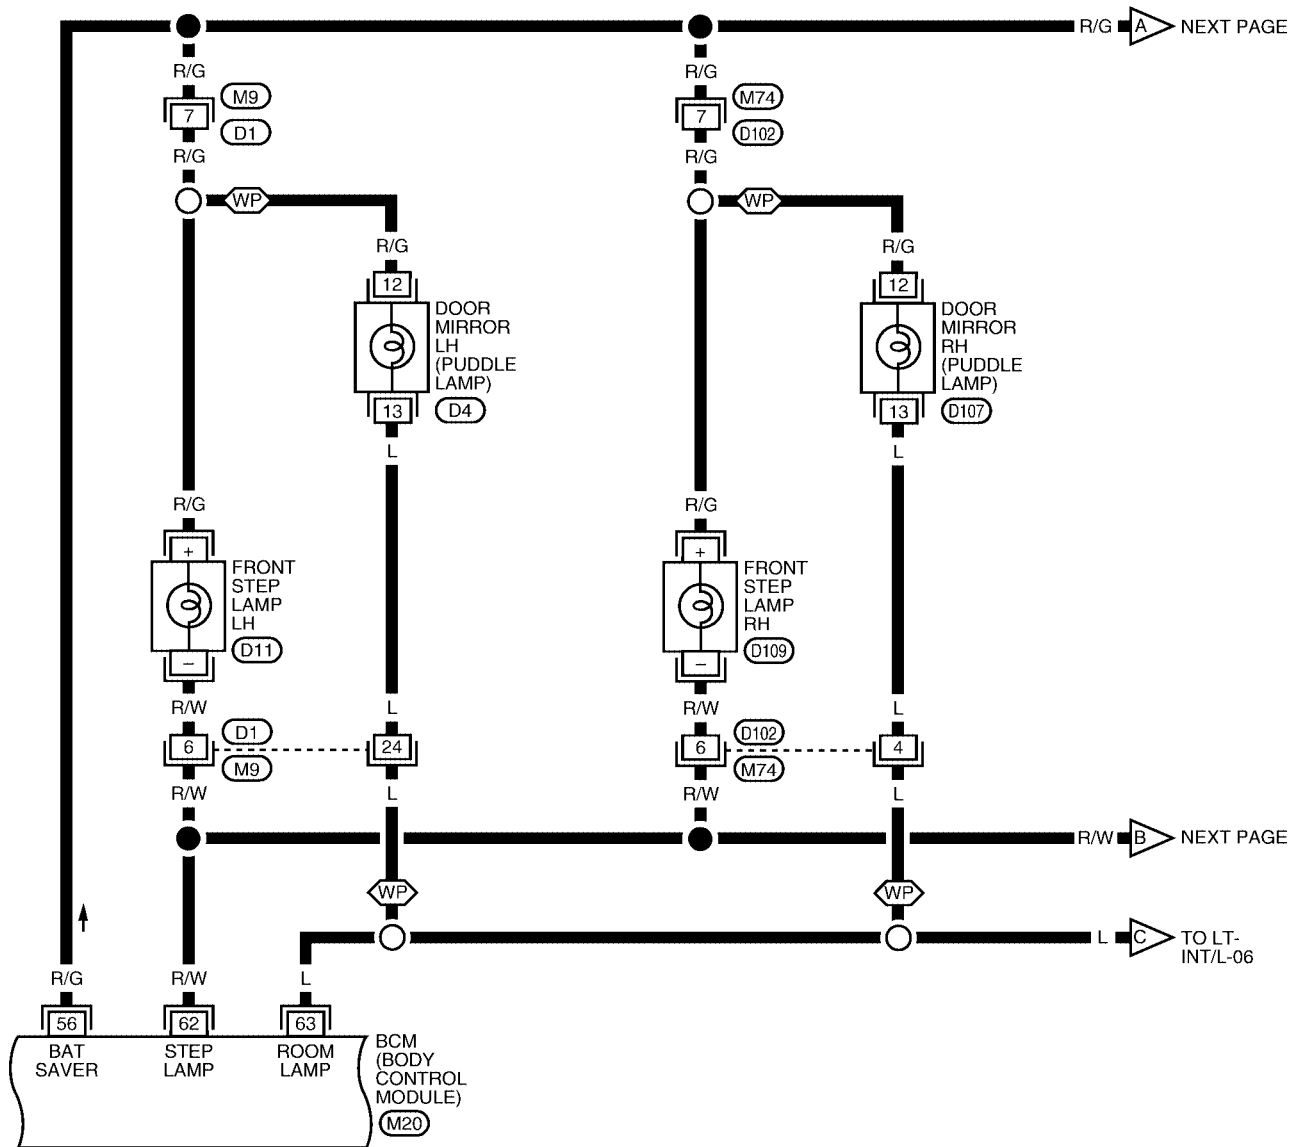 R/G
A
NEXT PAGE
R/G
R/G
M9
M74
7
7
D1
D102
R/G
R/G
WP
WP
R/G
R/G
12
12
DOOR
MIRROR
LH
(PUDDLE
LAMP)
DOOR
MIRROR
RH
(PUDDLE
LAMP)
13
D4
13
D107
L
L
R/G
R/G
+
+
FRONT
STEP
LAMP
LH
FRONT
STEP
LAMP
RH
D11
D109
–
–
R/W
L
R/W
L
D1
D102
6
24
6
4
M9
M74
R/W
L
R/W
L
R/W
B
NEXT PAGE
WP
WP
L
C
TO LT-
INT/L-06
R/G
R/W
L
56
62
63
BAT
SAVER
STEP
LAMP
ROOM
LAMP
BCM
(BODY
CONTROL
MODULE)
M20